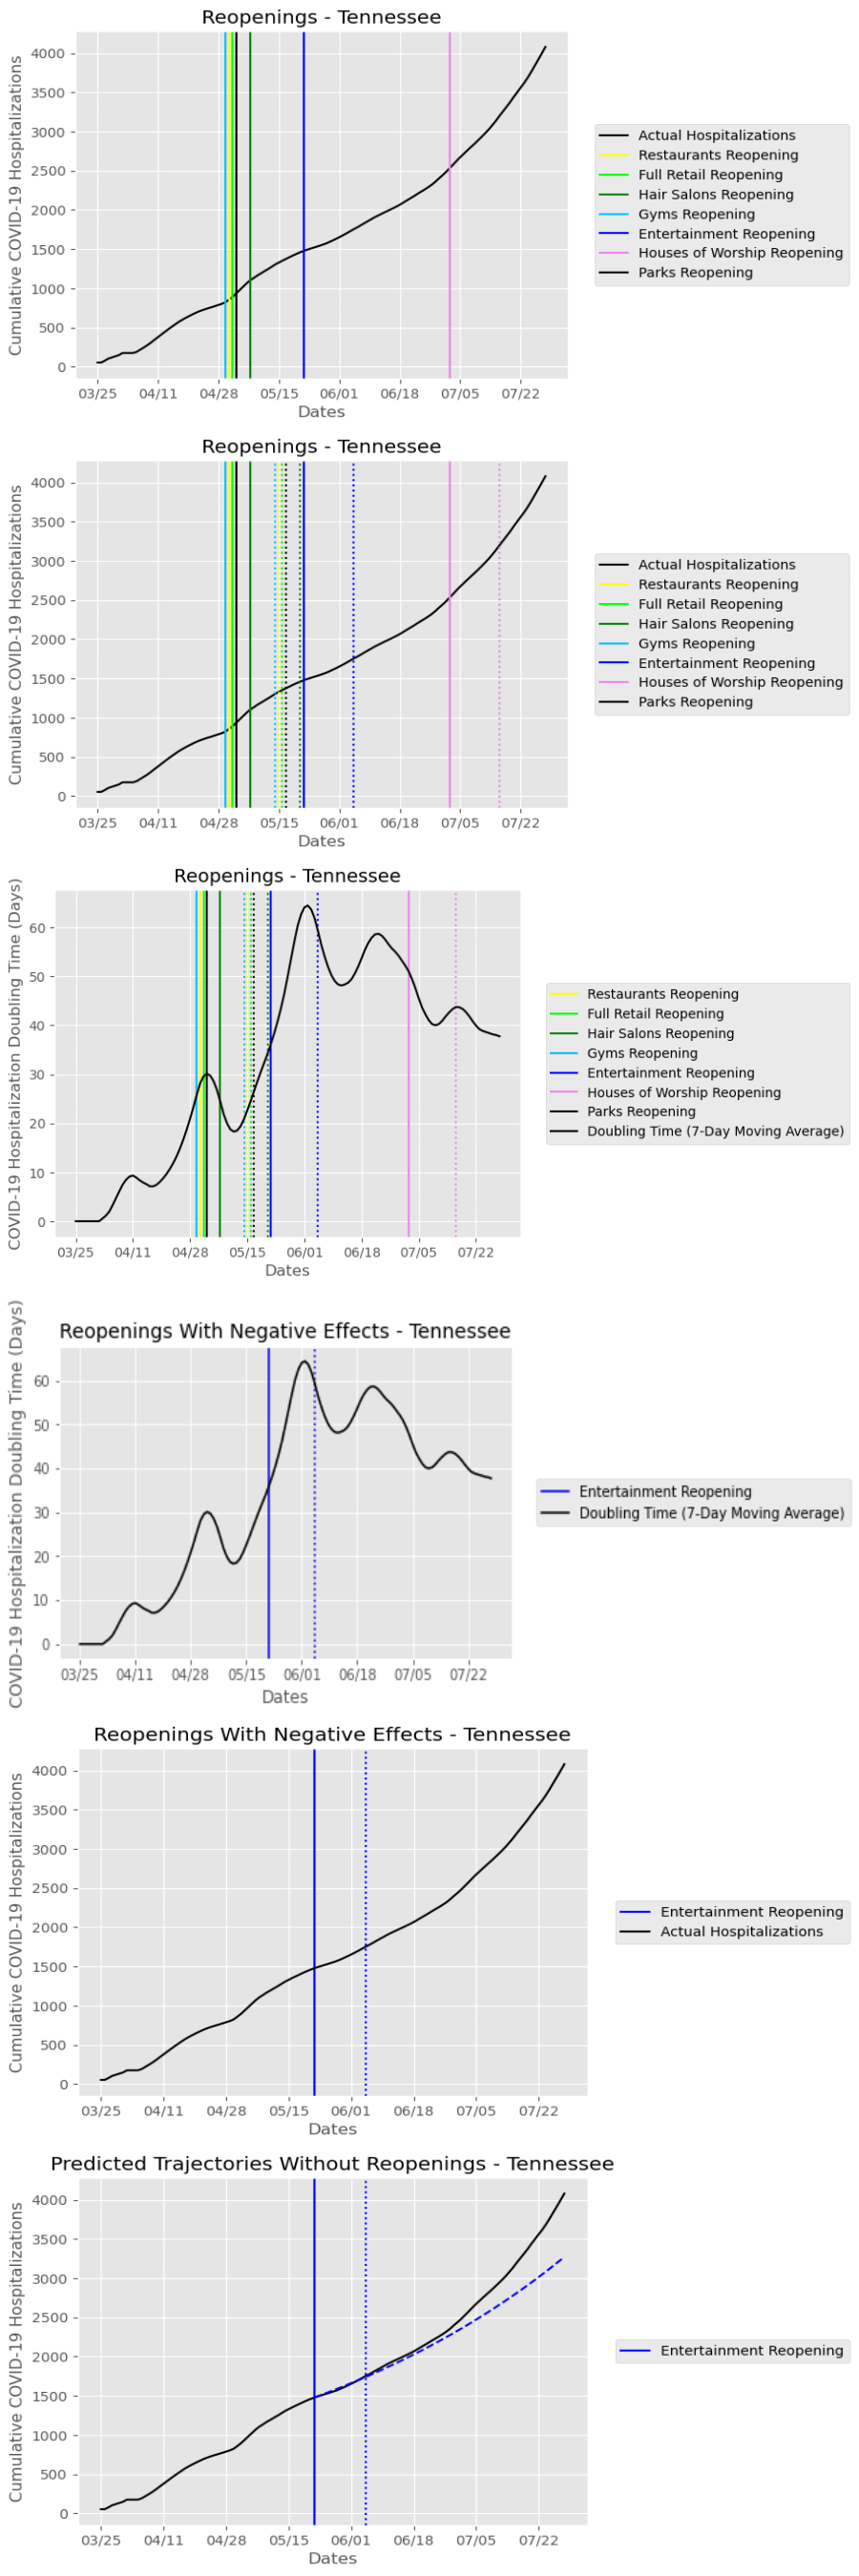 Reopenings - Tennessee
Cumulative COVID-19 Hospitalizations
4000
3500
3000
2500
2000
1500
1000
500
0
03/25 04/11 04/28 05/15 06/01 06/18 07/05 07/22
Dates
Actual Hospitalizations
Restaurants Reopening
Full Retail Reopening
Hair Salons Reopening
Gyms Reopening
Entertainment Reopening
Houses of Worship Reopening
Parks Reopening
Reopenings - Tennessee
Cumulative COVID-19 Hospitalizations
4000
3500
3000
2500
2000
1500
1000
500
0
03/25 04/11 04/28 05/15 06/01 06/18 07/05 07/22
Dates
Actual Hospitalizations
Restaurants Reopening
Full Retail Reopening
Hair Salons Reopening
Gyms Reopening
Entertainment Reopening
Houses of Worship Reopening
Parks Reopening
Reopenings - Tennessee
COVID-19 Hospitalization Doubling Time (Days)
60
50
40
30
20
10
0
03/25 04/11 04/28 05/15 06/01 06/18 07/05 07/22
Dates
Restaurants Reopening
Full Retail Reopening
Hair Salons Reopening
Gyms Reopening
Entertainment Reopening
Houses of Worship Reopening
Parks Reopening
Doubling Time (7-Day Moving Average)
Reopenings With Negative Effects - Tennessee
COVID-19 Hospitalization Doubling Time (Days)
60
50
40
30
20
10
0
03/25 04/11 04/28 05/15 06/01 06/18 07/05 07/22
Dates
Entertainment Reopening
Doubling Time (7-Day Moving Average)
Reopenings With Negative Effects - Tennessee
Cumulative COVID-19 Hospitalizations
4000
3500
3000
2500
2000
1500
1000
500
0
03/25 04/11 04/28 05/15 06/01 06/18 07/05 07/22
Dates
Entertainment Reopening
Actual Hospitalizations
Predicted Trajectories Without Reopenings - Tennessee
Cumulative COVID-19 Hospitalizations
4000
3500
3000
2500
2000
1500
1000
500
0
03/25 04/11 04/28 05/15 06/01 06/18 07/05 07/22
Dates
Entertainment Reopening